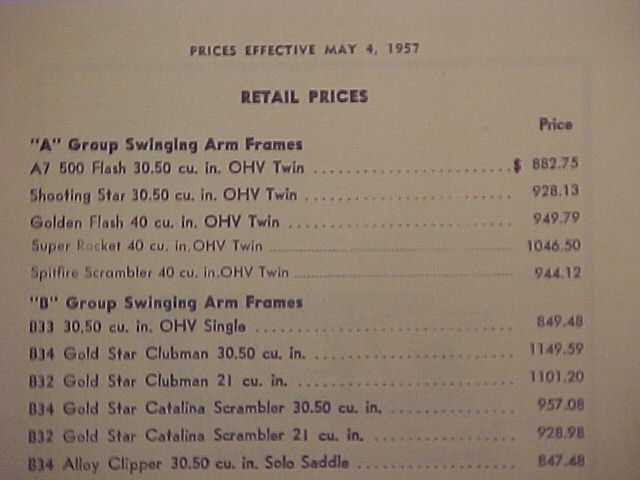 PRICES EFFECTIVE MAY 4, 1957
RETAIL PRICES
Price
"A" Group Swinging Arm Frames
A7 500 Flash 30.50 cu. in. OHV Twin ........................ $ 882.75
Shooting Star 30.50 cu. in. OHV Twin ........................ 928.13
Golden Flash 40 cu. in. OHV Twin ........................ 949.79
Super Rocket 40 cu. in. OHV Twin ........................ 1046.50
Spitfire Scrambler 40 cu. in. OHV Twin ........................ 944.12
"B" Group Swinging Arm Frames
B33 30.50 cu. in. OHV Single ........................ 849.48
B34 Gold Star Clubman 30.50 cu. in. ........................ 1149.59
B32 Gold Star Clubman 21 cu. in. ........................ 1101.20
B34 Gold Star Catalina Scrambler 30.50 cu. in. ................ 957.08
B32 Gold Star Catalina Scrambler 21 cu. in. ................ 928.98
B34 Alloy Clipper 30.50 cu. in. Solo Saddle ................ 847.48